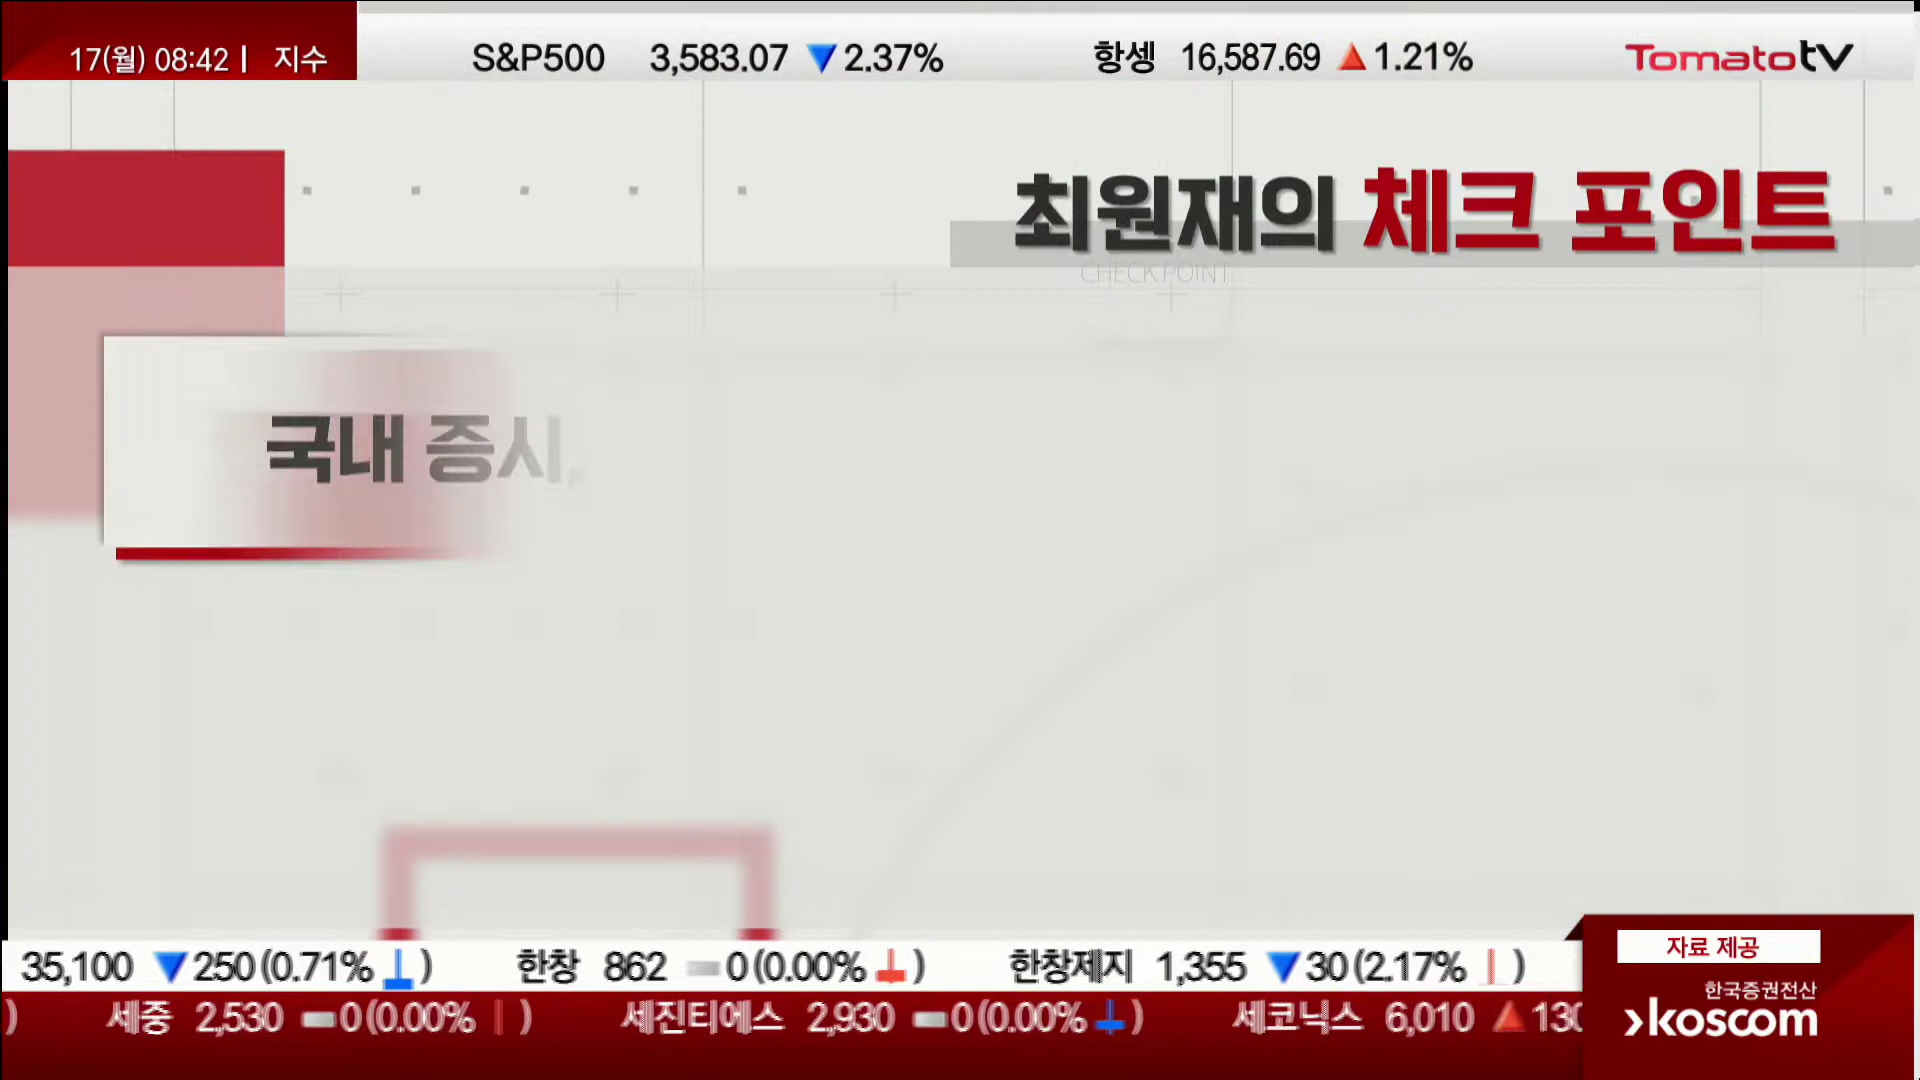 17(월) 08:42 | 지수 S&P500 3,583.07 ▼ 2.37% 항셍 16,587.69 ▲ 1.21% Tomatotv
최원재의 체크 포인트
CHECK POINT
국내 증시,
35,100 ▼ 250 (0.71% ) 한창 862 0 (0.00% ) 한창제지 1,355 ▼ 30 (2.17% )
) 세중 2,530 0 (0.00% ) 세진티에스 2,930 0 (0.00% ) 세코닉스 6,010 ▲ 130
자료 제공
한국증권전산
koscom